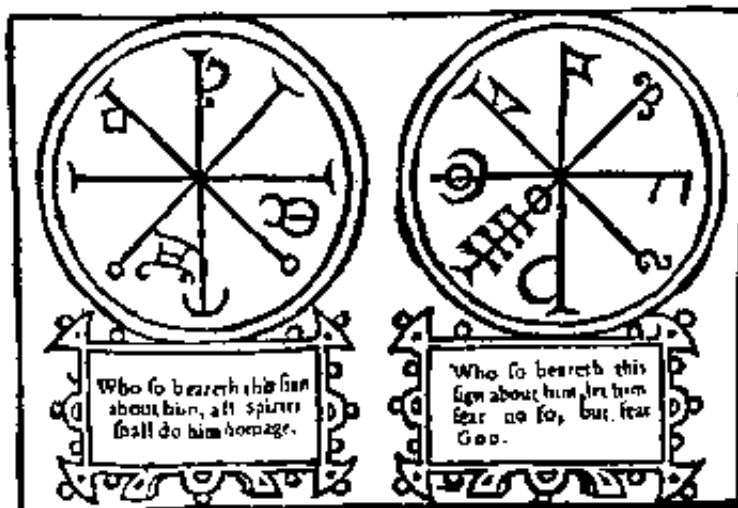 Who ſo beareth this ſign
about him, all spirits
ſhall do him homage.
Who ſo beareth this
ſign about him, let him
fear no foe, but fear
God.